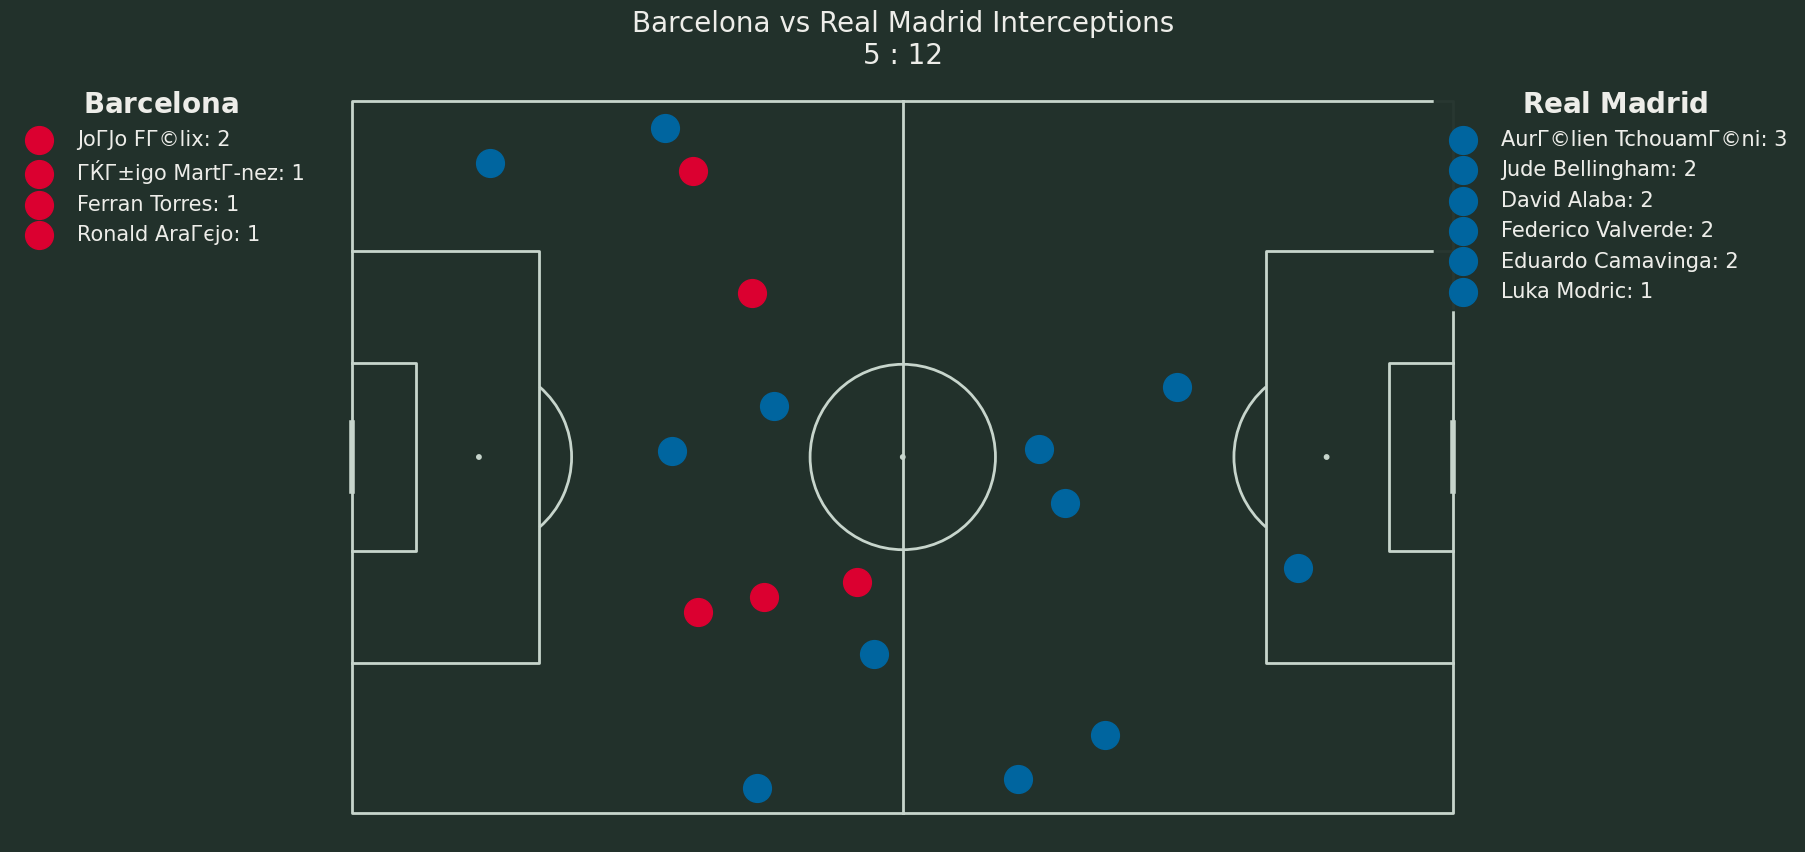 Barcelona vs Real Madrid Interceptions
5 : 12
Barcelona
JoГЈo FГ©lix: 2
ГЌГ±igo MartГ­-nez: 1
Ferran Torres: 1
Ronald AraГєjo: 1
Real Madrid
AurГ©lien TchouamГ©ni: 3
Jude Bellingham: 2
David Alaba: 2
Federico Valverde: 2
Eduardo Camavinga: 2
Luka Modric: 1